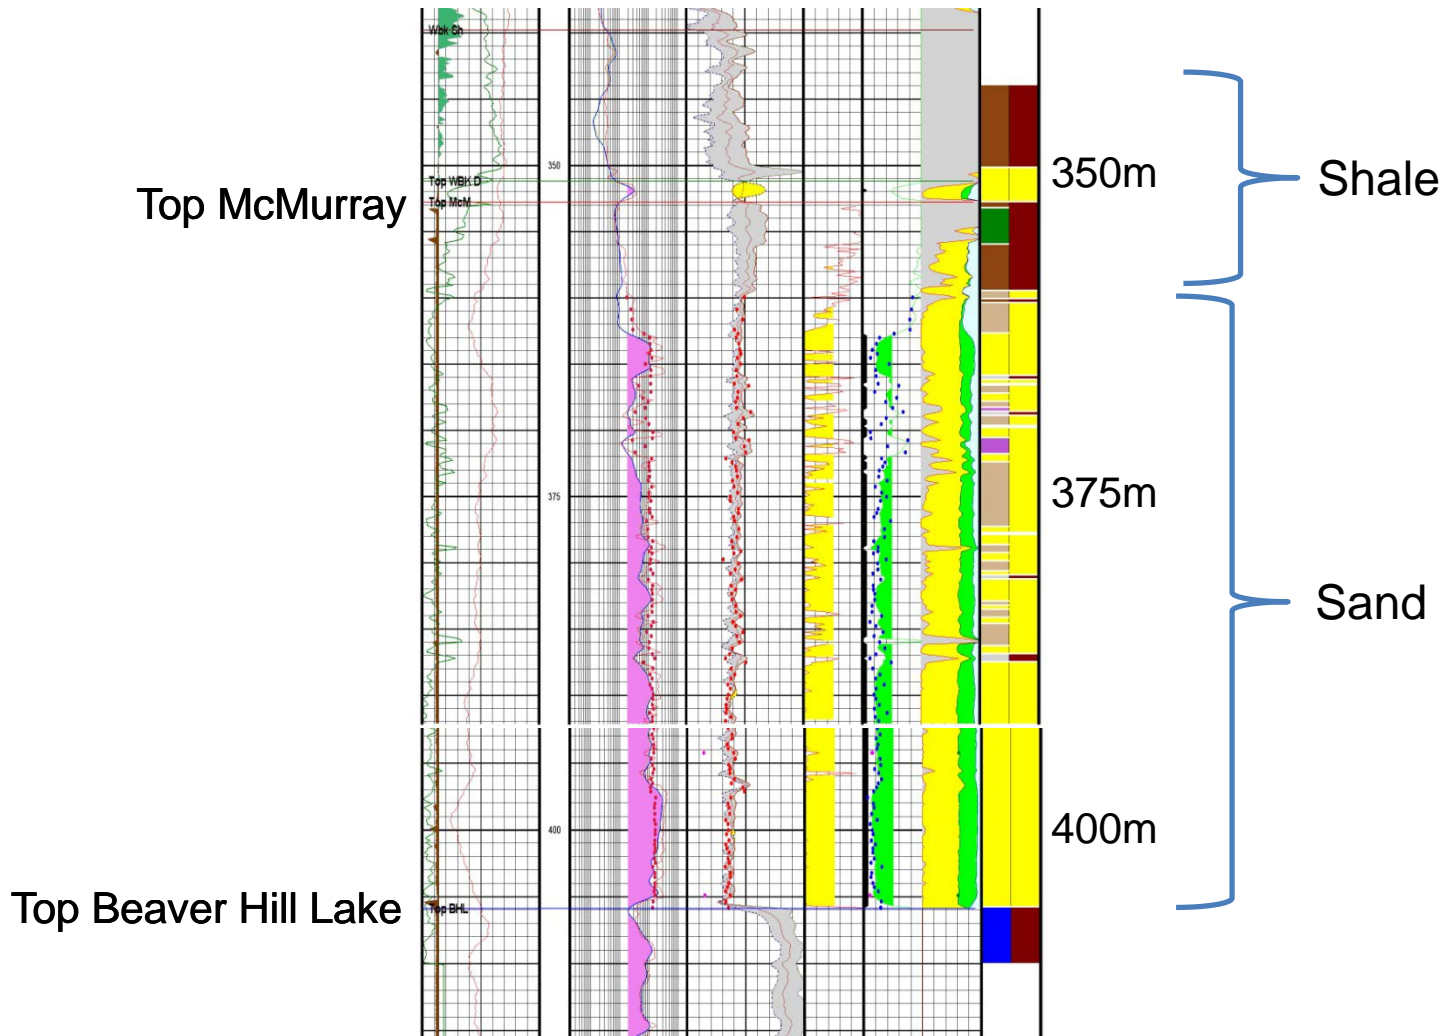 Wbk Sh
350
350m
Shale
Top WBK D
Top McMurray
Top McM
375
375m
Sand
400
400m
Top Beaver Hill Lake
Top BHL